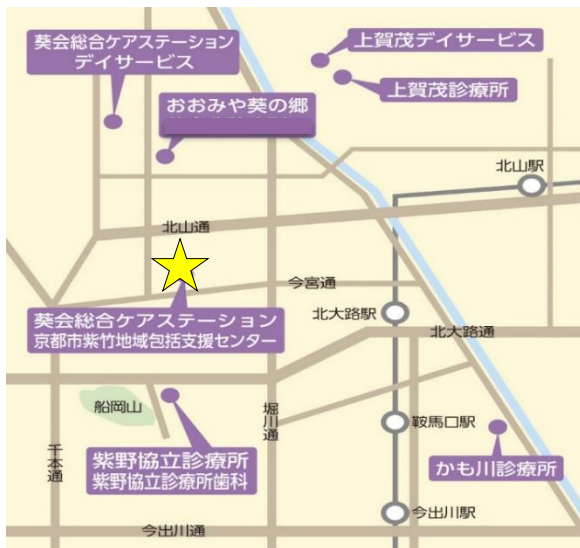 葵会総合ケアステーション
デイサービス
上賀茂デイサービス
上賀茂診療所
おおみや葵の郷
北山駅
北山通
今宮通
北大路駅
北大路通
葵会総合ケアステーション
京都市紫竹地域包括支援センター
船岡山
堀川通
鞍馬口駅
千本通
紫野協立診療所
紫野協立診療所歯科
かも川診療所
今出川駅
今出川通